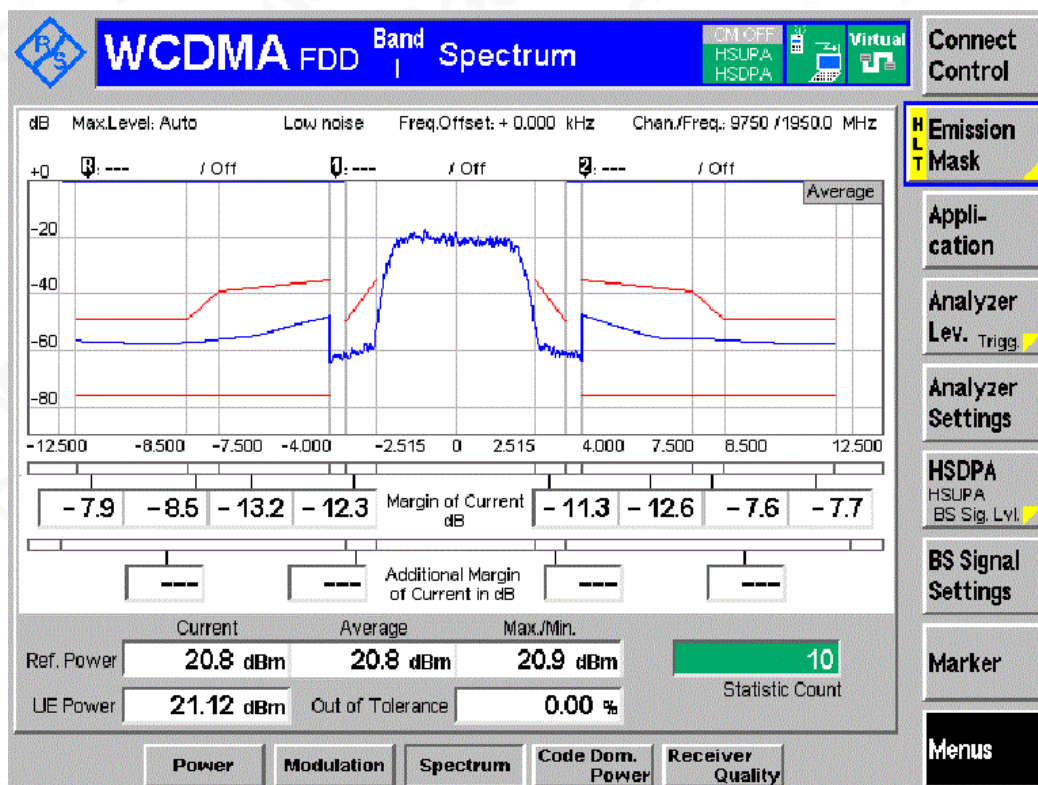 R S
WCDMA FDD Band I Spectrum
CM OFF
HSUPA
HSDPA
Virtual
Connect Control
dB Max.Level: Auto Low noise Freq.Offset: + 0.000 kHz Chan./Freq.: 9750 /1950.0 MHz
HLT Emission Mask
R: --- / Off 1: --- / Off 2: --- / Off
+0
Average
-20
-40
-60
-80
Appli-cation
Analyzer Lev. Trigg.
Analyzer Settings
-12.500 -8.500 -7.500 -4.000 -2.515 0 2.515 4.000 7.500 8.500 12.500
HSDPA
HSUPA
BS Sig. Lvl.
- 7.9 - 8.5 - 13.2 - 12.3 Margin of Current dB - 11.3 - 12.6 - 7.6 - 7.7
BS Signal Settings
--- --- Additional Margin of Current in dB --- ---
Current Average Max./Min.
Ref. Power 20.8 dBm 20.8 dBm 20.9 dBm 10
Statistic Count
UE Power 21.12 dBm Out of Tolerance 0.00 %
Marker
Menus
Power Modulation Spectrum Code Dom. Power Receiver Quality